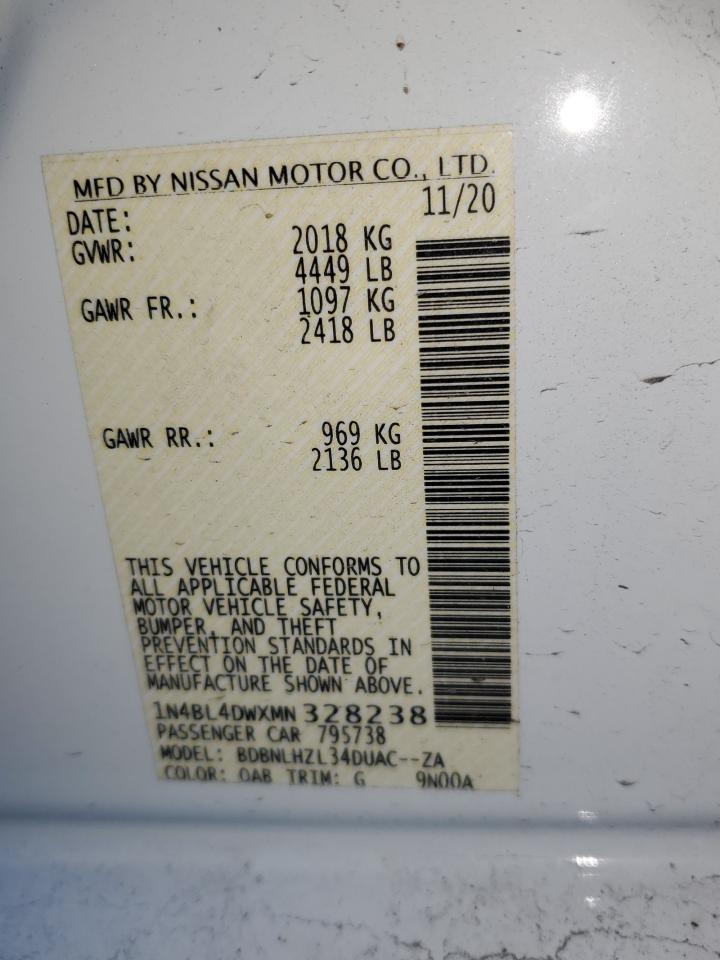 MFD BY NISSAN MOTOR CO., LTD.
DATE: 11/20
GVWR: 2018 KG
4449 LB
GAWR FR.: 1097 KG
2418 LB
GAWR RR.: 969 KG
2136 LB
THIS VEHICLE CONFORMS TO
ALL APPLICABLE FEDERAL
MOTOR VEHICLE SAFETY,
BUMPER, AND THEFT
PREVENTION STANDARDS IN
EFFECT ON THE DATE OF
MANUFACTURE SHOWN ABOVE.
1N4BL4DWXMN328238
PASSENGER CAR 795738
MODEL: BDBNLHZL34DUAC--ZA
COLOR: QAB TRIM: G 9N00A